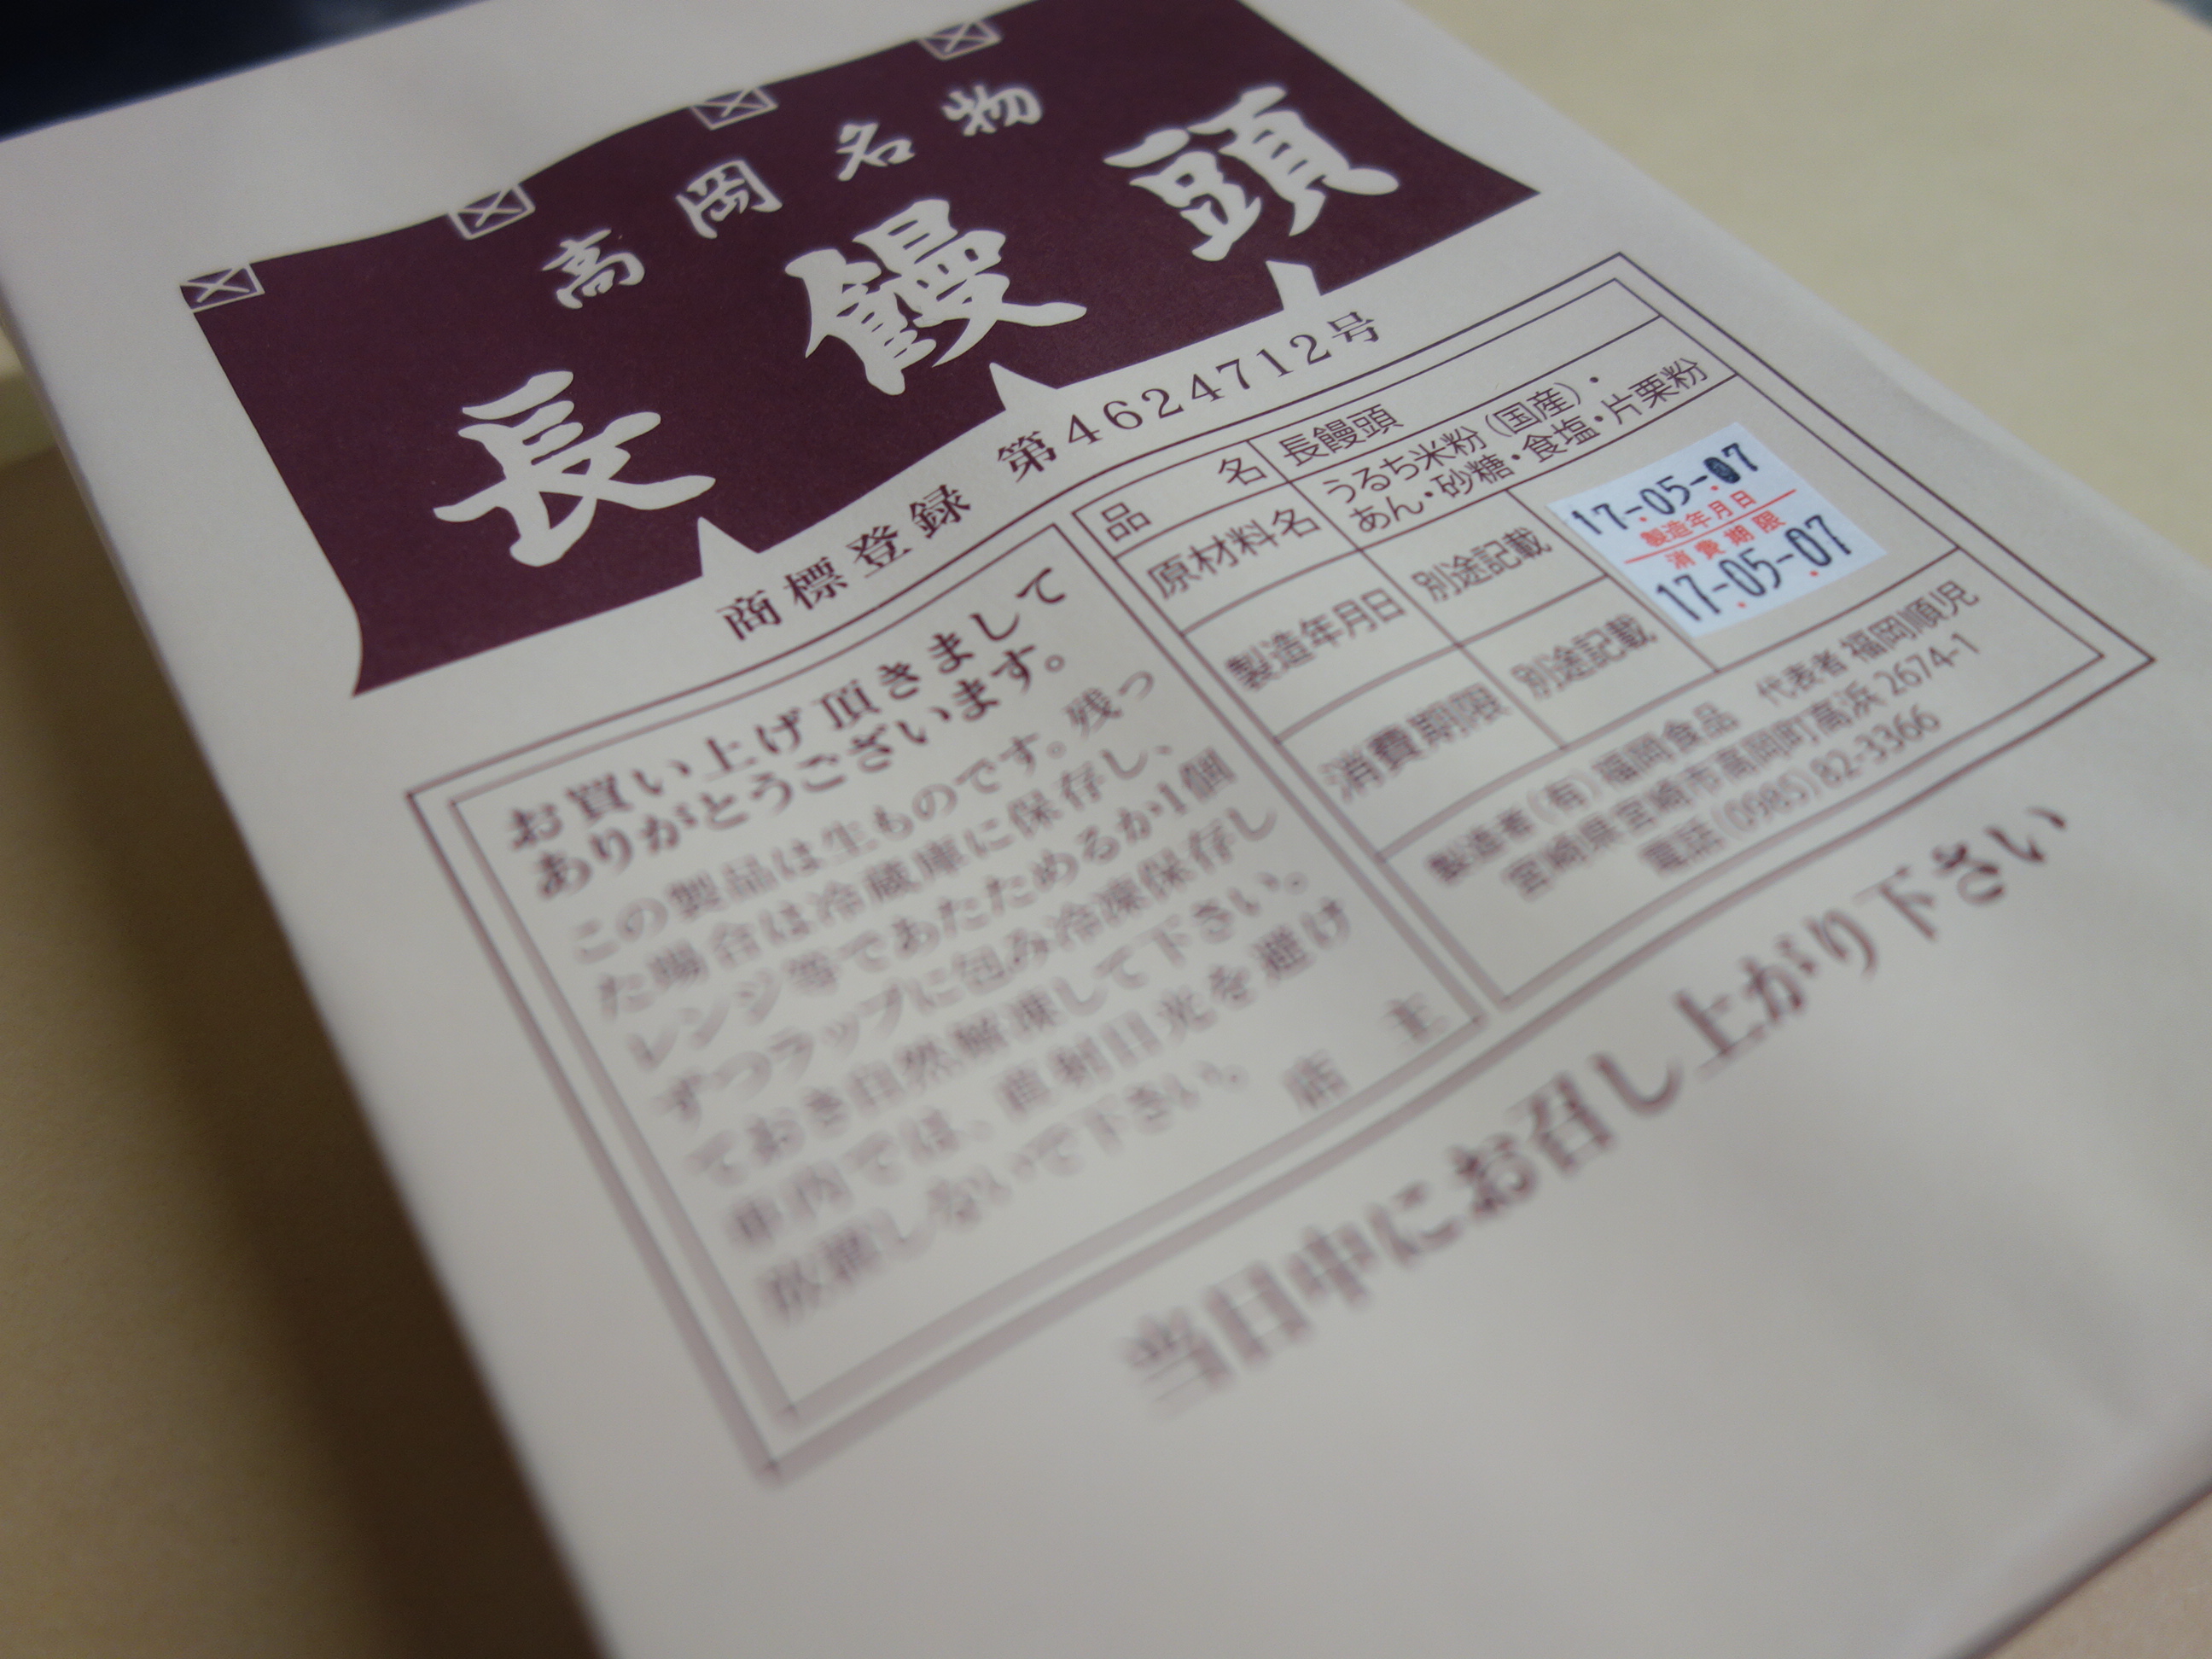 高岡名物
長饅頭
商標登録 第4624712号
品名 長饅頭
原材料名 うるち米粉(国産)・
あん・砂糖・食塩・片栗粉
製造年月日 別途記載
消費期限 別途記載
17-05-07
製造年月日
消費期限
17-05-07
製造者(有)福岡食品 代表者 福岡順児
宮崎県宮崎市高岡町高浜 2674-1
電話(0985)82-3366
お買い上げ頂きまして
ありがとうございます。
この製品は生ものです。残っ
た場合は冷蔵庫に保存し、
レンジ等であたためるか1個
ずつラップに包み冷凍保存し
ておき自然解凍して下さい。
車内では、直射日光を避け
放置しないで下さい。
店主
当日中にお召し上がり下さい